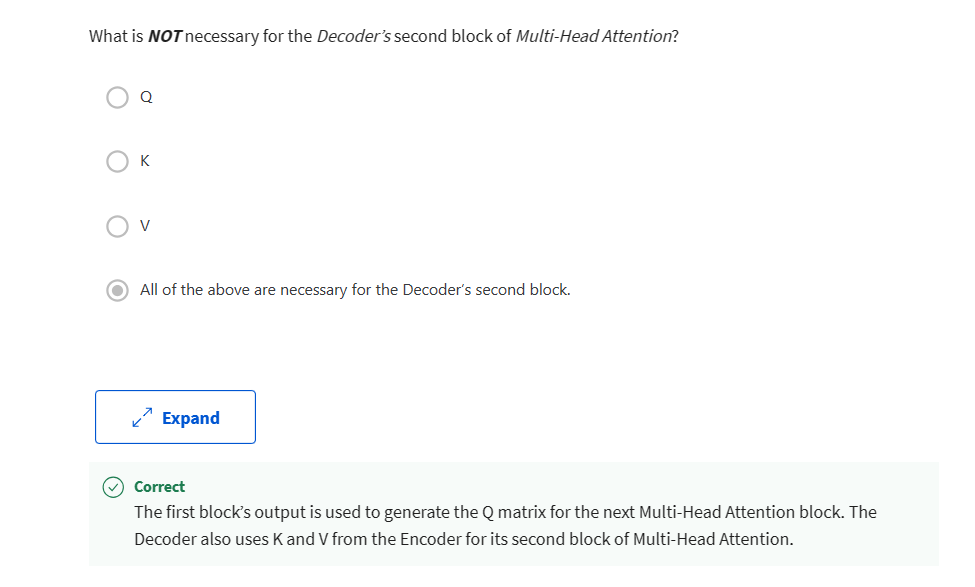 What is NOT necessary for the Decoder's second block of Multi-Head Attention?
Q
K
V
All of the above are necessary for the Decoder's second block.
Expand
Correct
The first block's output is used to generate the Q matrix for the next Multi-Head Attention block. The
Decoder also uses K and V from the Encoder for its second block of Multi-Head Attention.